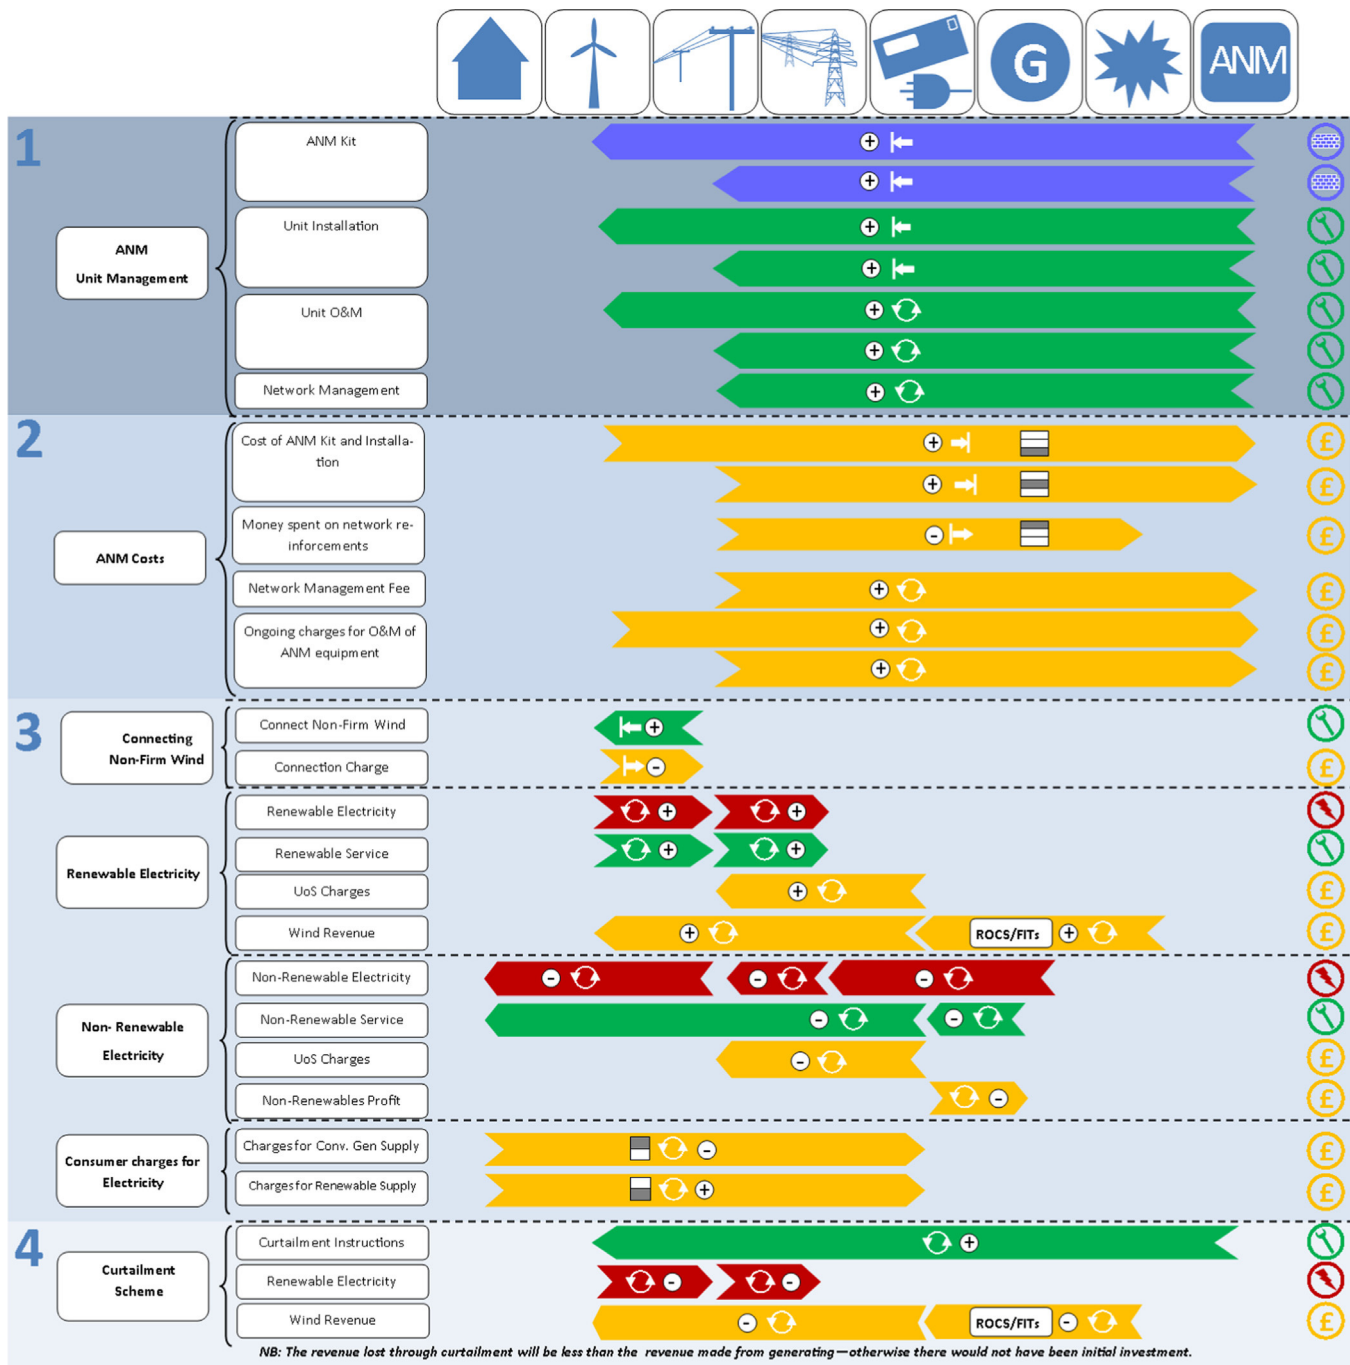 G
ANM
1
ANM
Unit Management
ANM Kit
Unit Installation
Unit O&M
Network Management
2
ANM Costs
Cost of ANM Kit and Installa-
tion
Money spent on network re-
inforcements
Network Management Fee
Ongoing charges for O&M of
ANM equipment
£
£
£
£
£
£
3
Connecting
Non-Firm Wind
Connect Non-Firm Wind
Connection Charge
£
Renewable Electricity
Renewable Electricity
Renewable Service
UoS Charges
£
Wind Revenue
ROCS/FITs
£
Non- Renewable
Electricity
Non-Renewable Electricity
Non-Renewable Service
UoS Charges
£
Non-Renewables Profit
£
Consumer charges for
Electricity
Charges for Conv. Gen Supply
£
Charges for Renewable Supply
£
4
Curtailment
Scheme
Curtailment Instructions
Renewable Electricity
Wind Revenue
ROCS/FITs
£
NB: The revenue lost through curtailment will be less than the revenue made from generating—otherwise there would not have been initial investment.